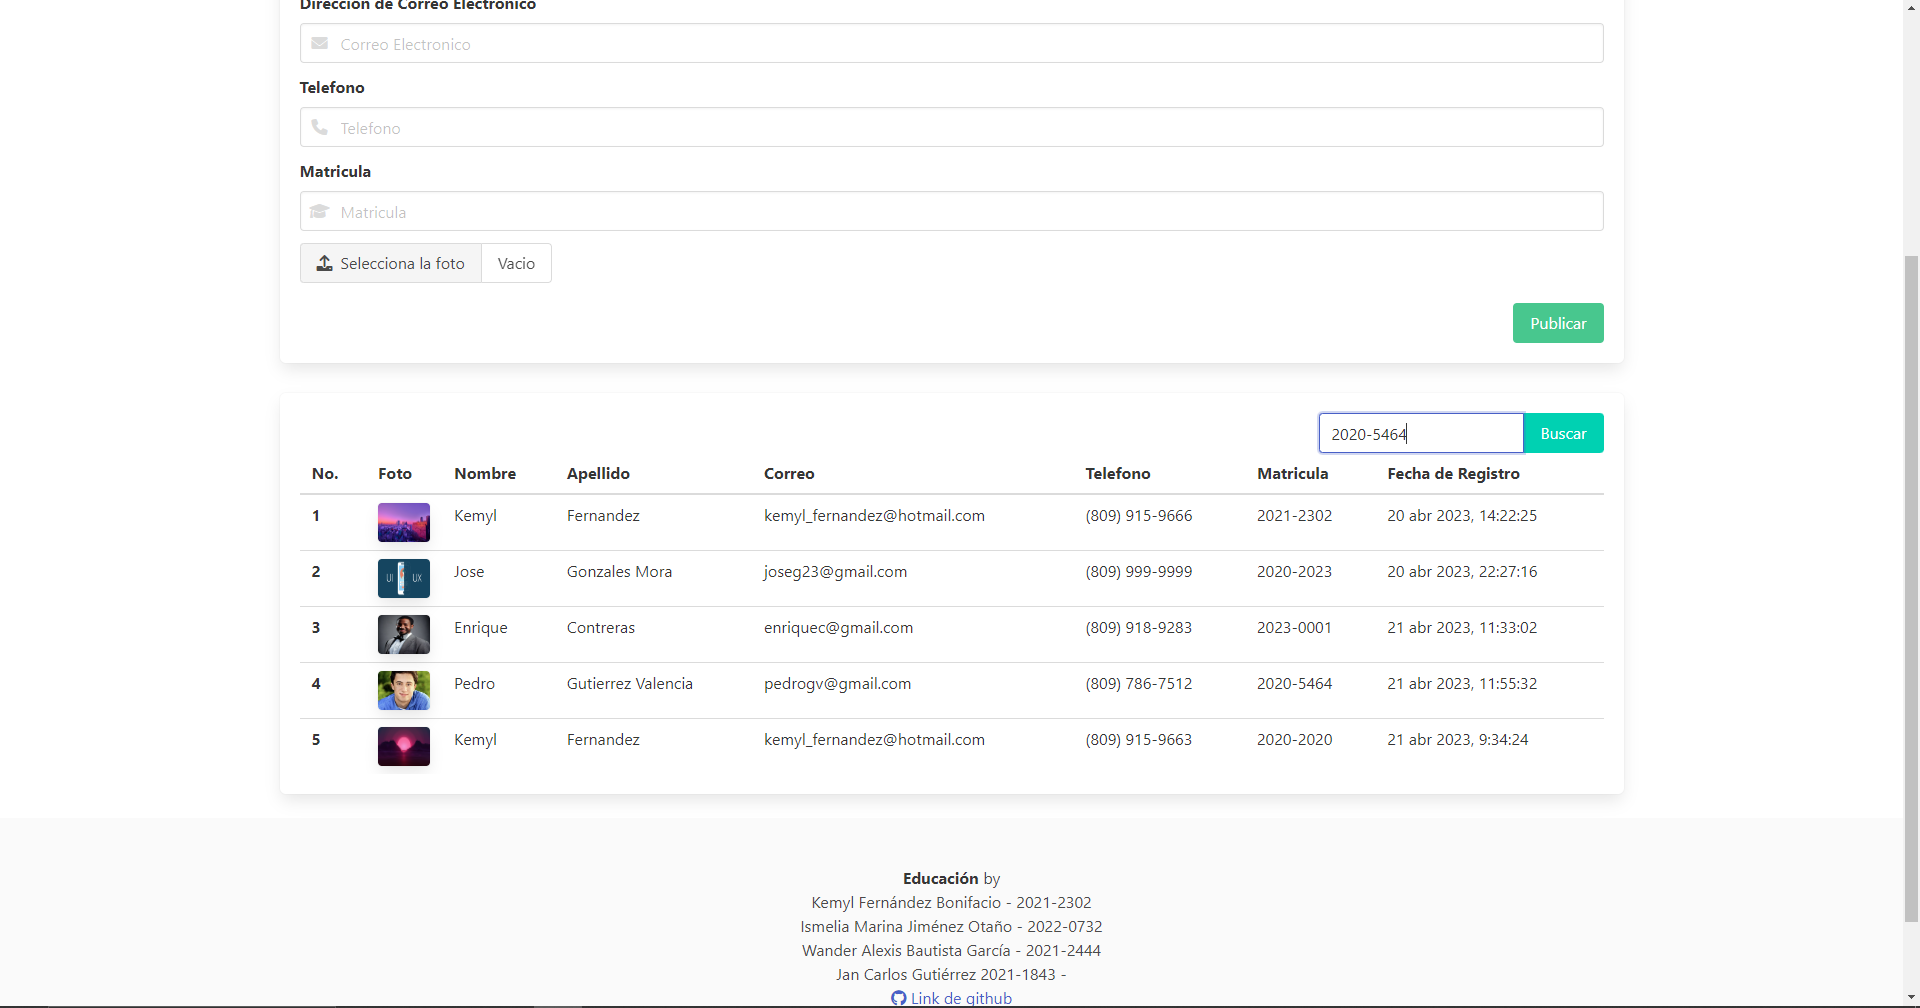 Direccion de Correo Electronico
Correo Electronico
Telefono
Telefono
Matricula
Matricula
Selecciona la foto Vacio
Publicar
2020-5464 Buscar
No. Foto Nombre Apellido Correo Telefono Matricula Fecha de Registro
1 Kemyl Fernandez kemyl_fernandez@hotmail.com (809) 915-9666 2021-2302 20 abr 2023, 14:22:25
2 UI UX Jose Gonzales Mora joseg23@gmail.com (809) 999-9999 2020-2023 20 abr 2023, 22:27:16
3 Enrique Contreras enriquec@gmail.com (809) 918-9283 2023-0001 21 abr 2023, 11:33:02
4 Pedro Gutierrez Valencia pedrogv@gmail.com (809) 786-7512 2020-5464 21 abr 2023, 11:55:32
5 Kemyl Fernandez kemyl_fernandez@hotmail.com (809) 915-9663 2020-2020 21 abr 2023, 9:34:24
Educación by
Kemyl Fernández Bonifacio - 2021-2302
Ismelia Marina Jiménez Otaño - 2022-0732
Wander Alexis Bautista García - 2021-2444
Jan Carlos Gutiérrez 2021-1843 -
Link de github